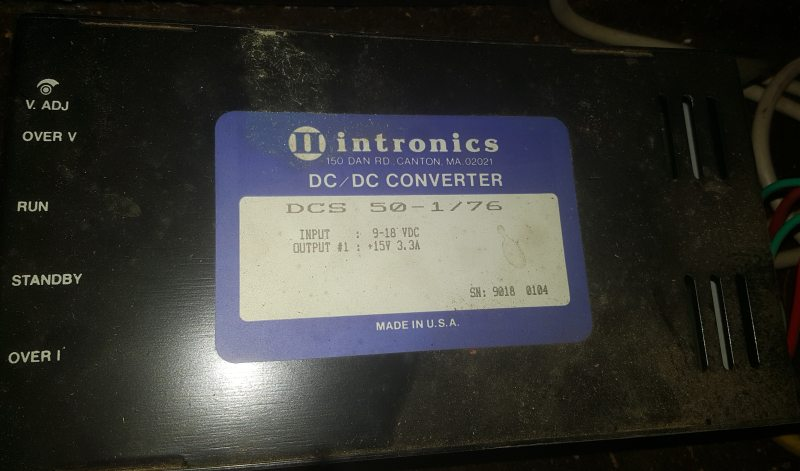 V. ADJ
OVER V
RUN
STANDBY
OVER I
intronics
150 DAN RD. CANTON, MA. 02021
DC/DC CONVERTER
DCS 50-1/76
INPUT : 9-18 VDC
OUTPUT #1 : +15V 3.3A
SN: 9018 0104
MADE IN U.S.A.